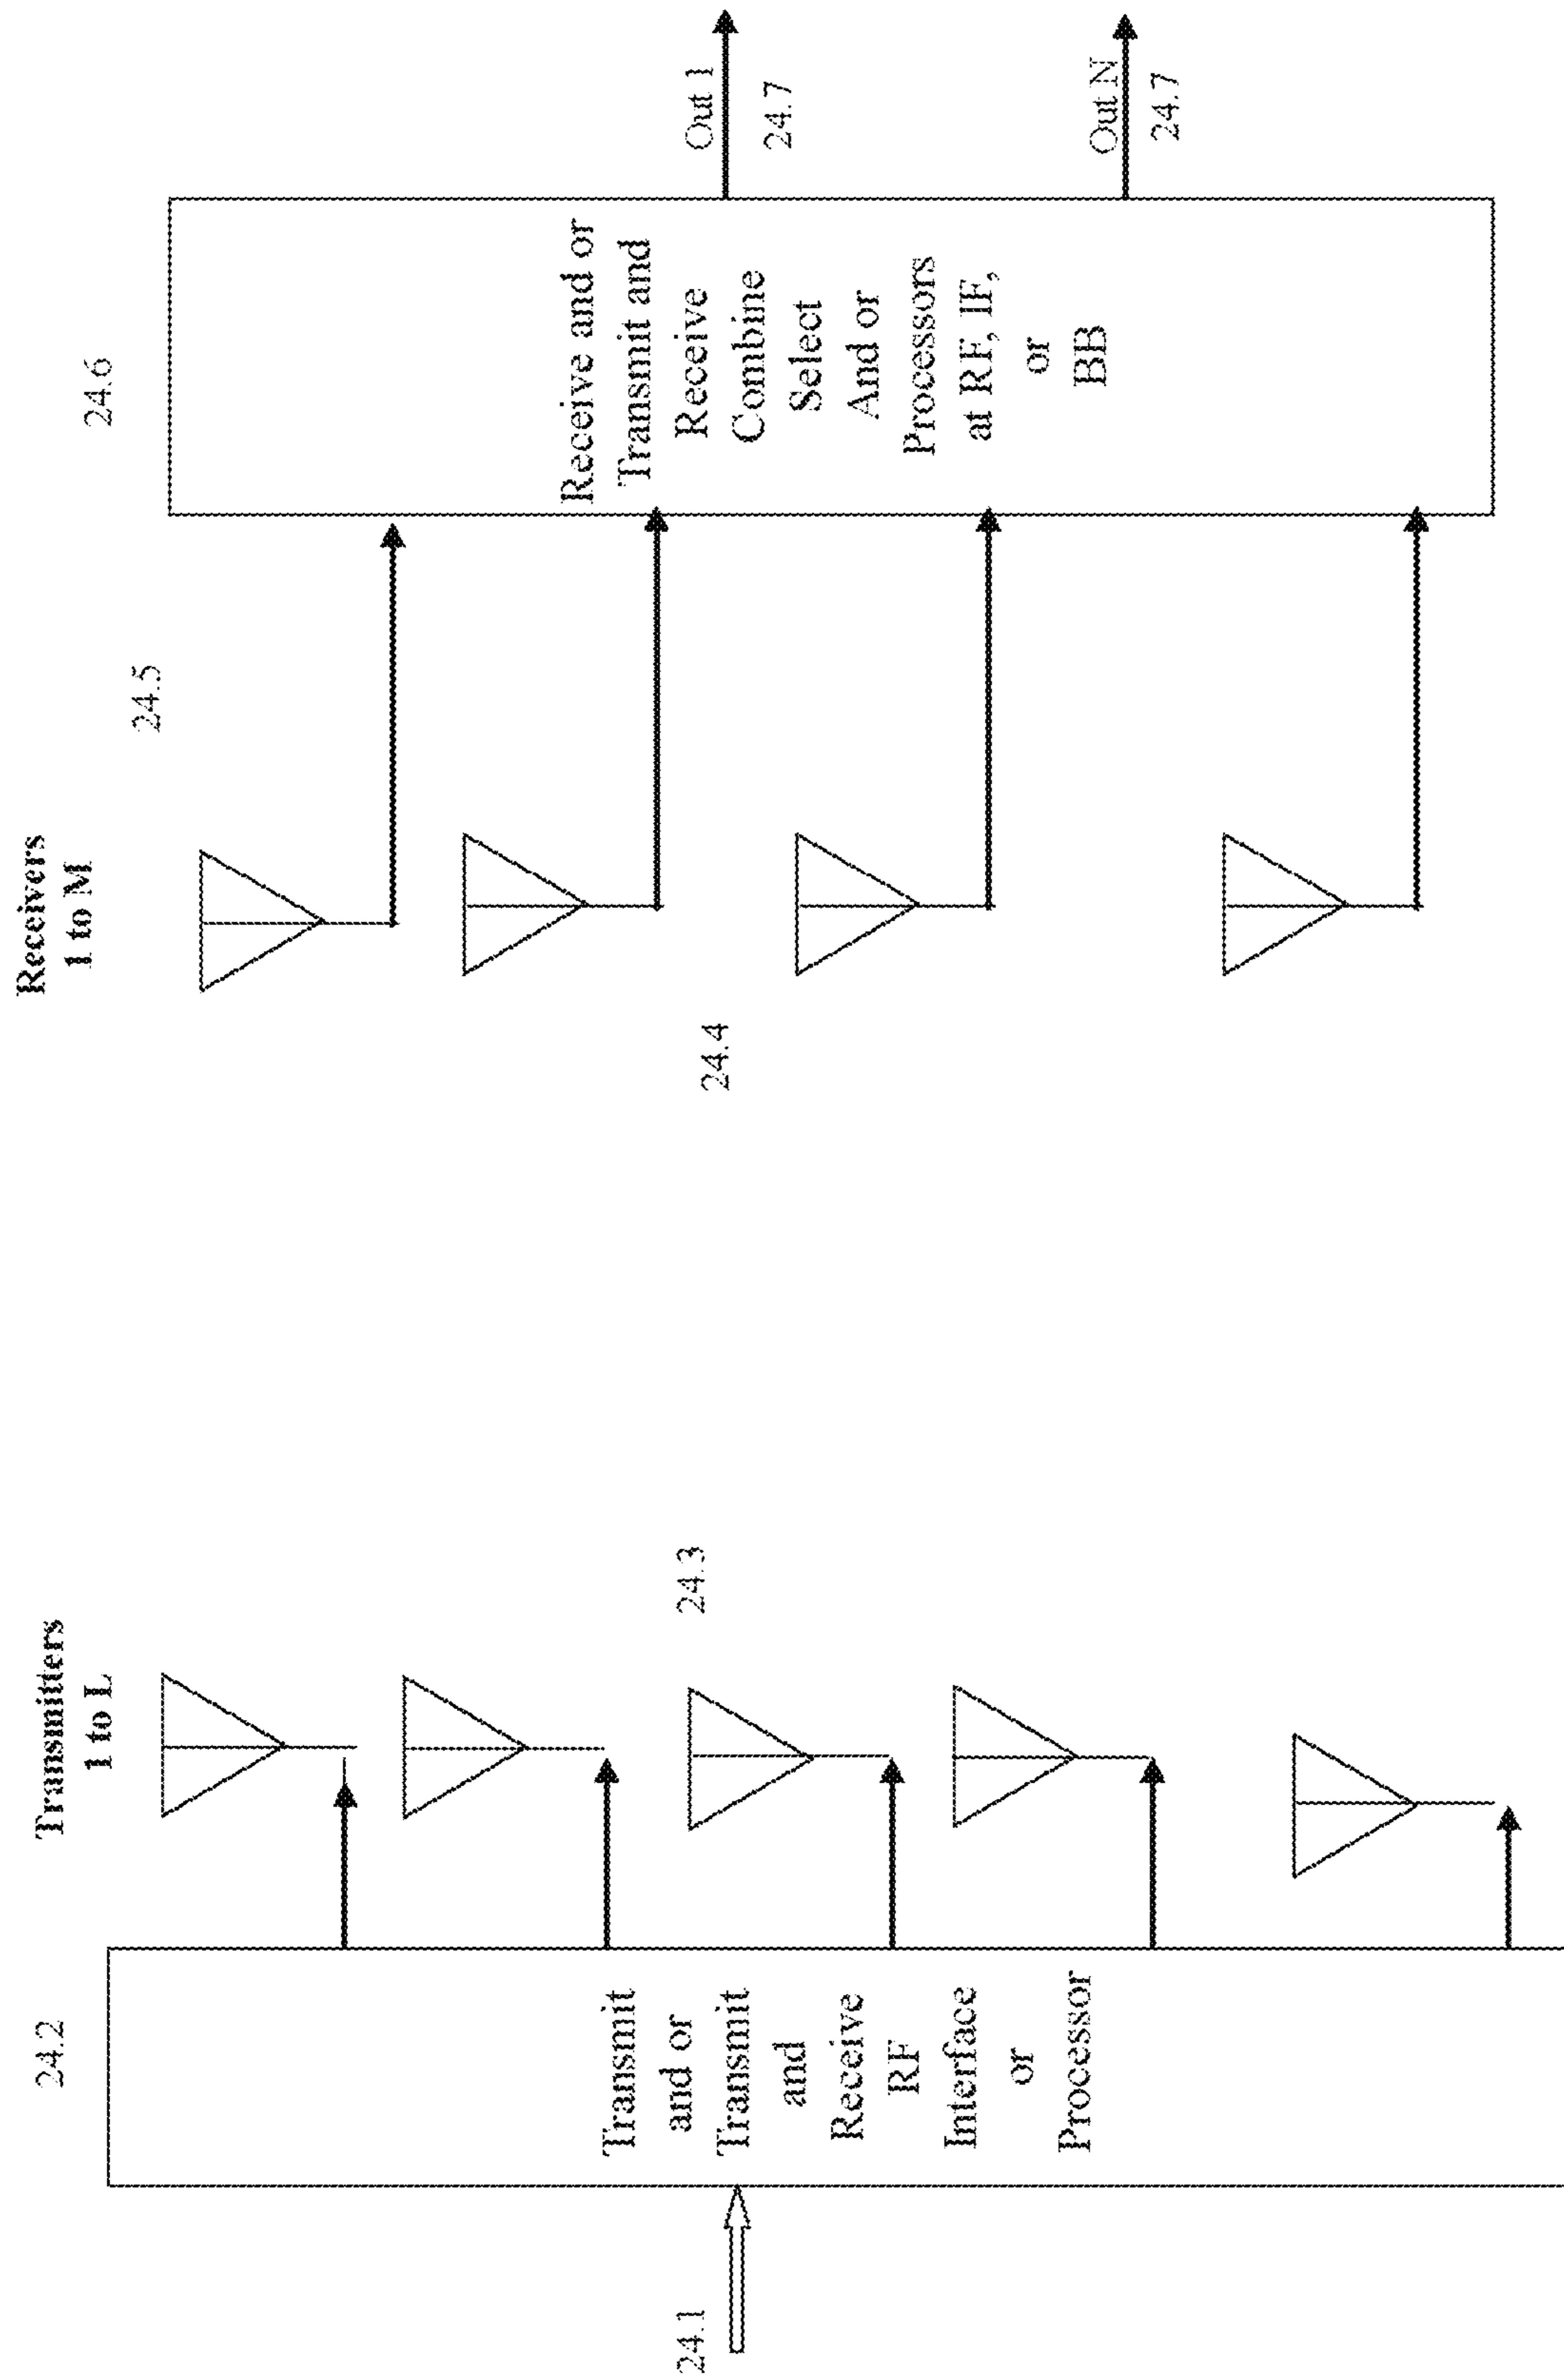 24.1
24.2
Transmit
and or
Transmit
and
Receive
RF
Interface
or
Processor
Transmitters
1 to L
24.3
24.4
Receivers
1 to M
24.5
24.6
Receive and or
Transmit and
Receive
Combine
Select
And or
Processors
at RF, IF,
or
BB
Out 1
24.7
Out N
24.7